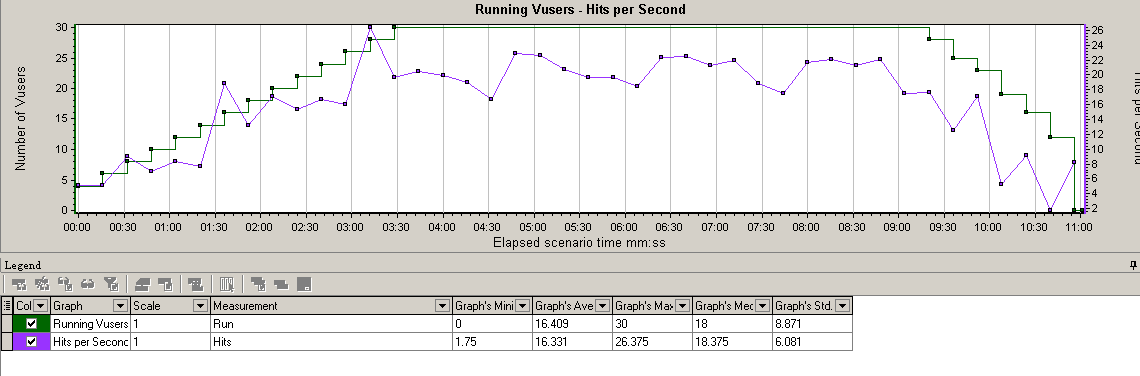 Running Vusers - Hits per Second
Number of Vusers
30
25
20
15
10
5
0
26
24
22
20
18
16
14
12
10
8
6
4
2
Hits per Second
00:00 00:30 01:00 01:30 02:00 02:30 03:00 03:30 04:00 04:30 05:00 05:30 06:00 06:30 07:00 07:30 08:00 08:30 09:00 09:30 10:00 10:30 11:00
Elapsed scenario time mm:ss
Legend
Col Graph Scale Measurement Graph's Mini Graph's Ave Graph's Max Graph's Med Graph's Std.
Running Vusers 1 Run 0 16.409 30 18 8.871
Hits per Second 1 Hits 1.75 16.331 26.375 18.375 6.081